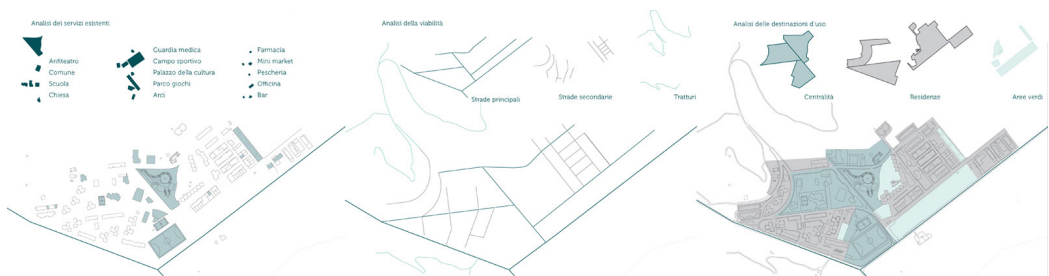 Analisi dei servizi esistenti
Anfiteatro
Comune
Scuola
Chiesa
Guardia medica
Campo sportivo
Palazzo della cultura
Parco giochi
Arci
Farmacia
Mini market
Pescheria
Officina
Bar
Analisi della viabilità
Strade principali
Strade secondarie
Tratturi
Analisi delle destinazioni d'uso
Centralità
Residenze
Aree verdi